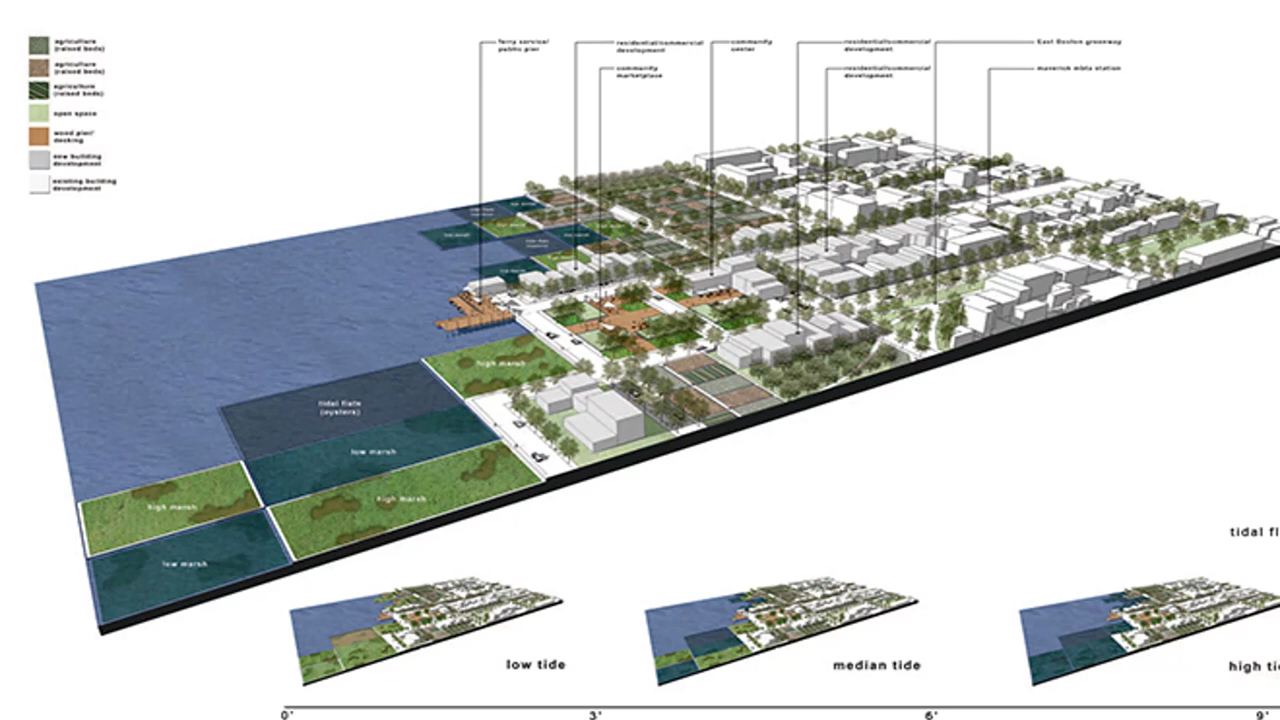 agriculture
(raised beds)
agriculture
(raised beds)
agriculture
(raised beds)
open space
wood pier/
decking
new building
development
existing building
development
ferry service/
public pier
residential/commercial
development
community
marketplace
community
center
residential/commercial
development
residential/commercial
development
East Boston greenway
maverick mbta station
high marsh
tidal flats
(oysters)
low marsh
high marsh
high marsh
low marsh
tidal fl
low tide
median tide
high ti
0'
3'
6'
9'